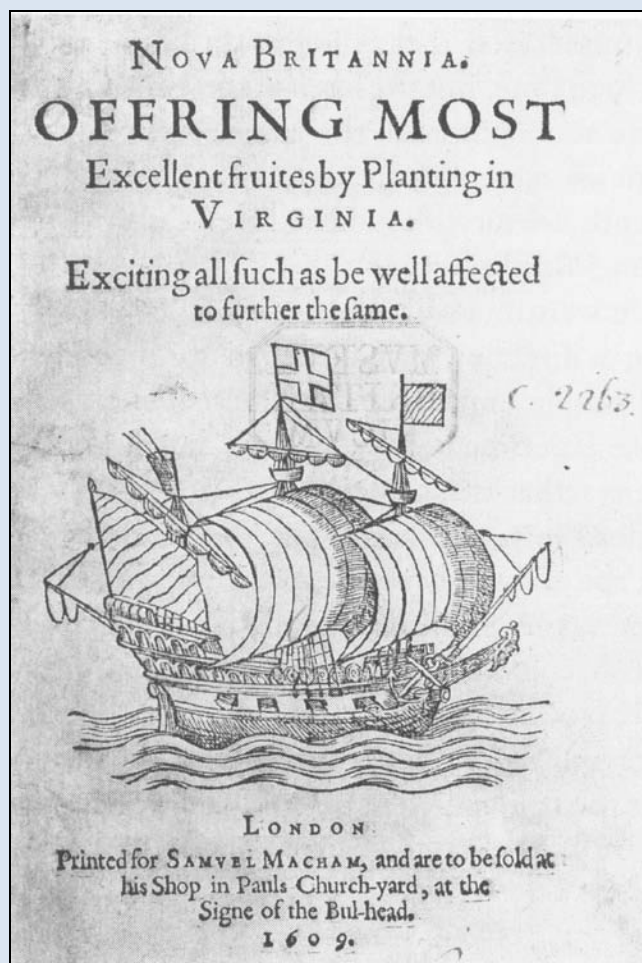 NOVA BRITANNIA.
OFFRING MOST
Excellent fruites by Planting in
VIRGINIA.
Exciting all ſuch as be well affected
to further the ſame.
MVSEVM
C 2263
LONDON
Printed for SAMVEL MACHAM, and are to be ſold at
his Shop in Pauls Church-yard, at the
Signe of the Bul-head.
1609.